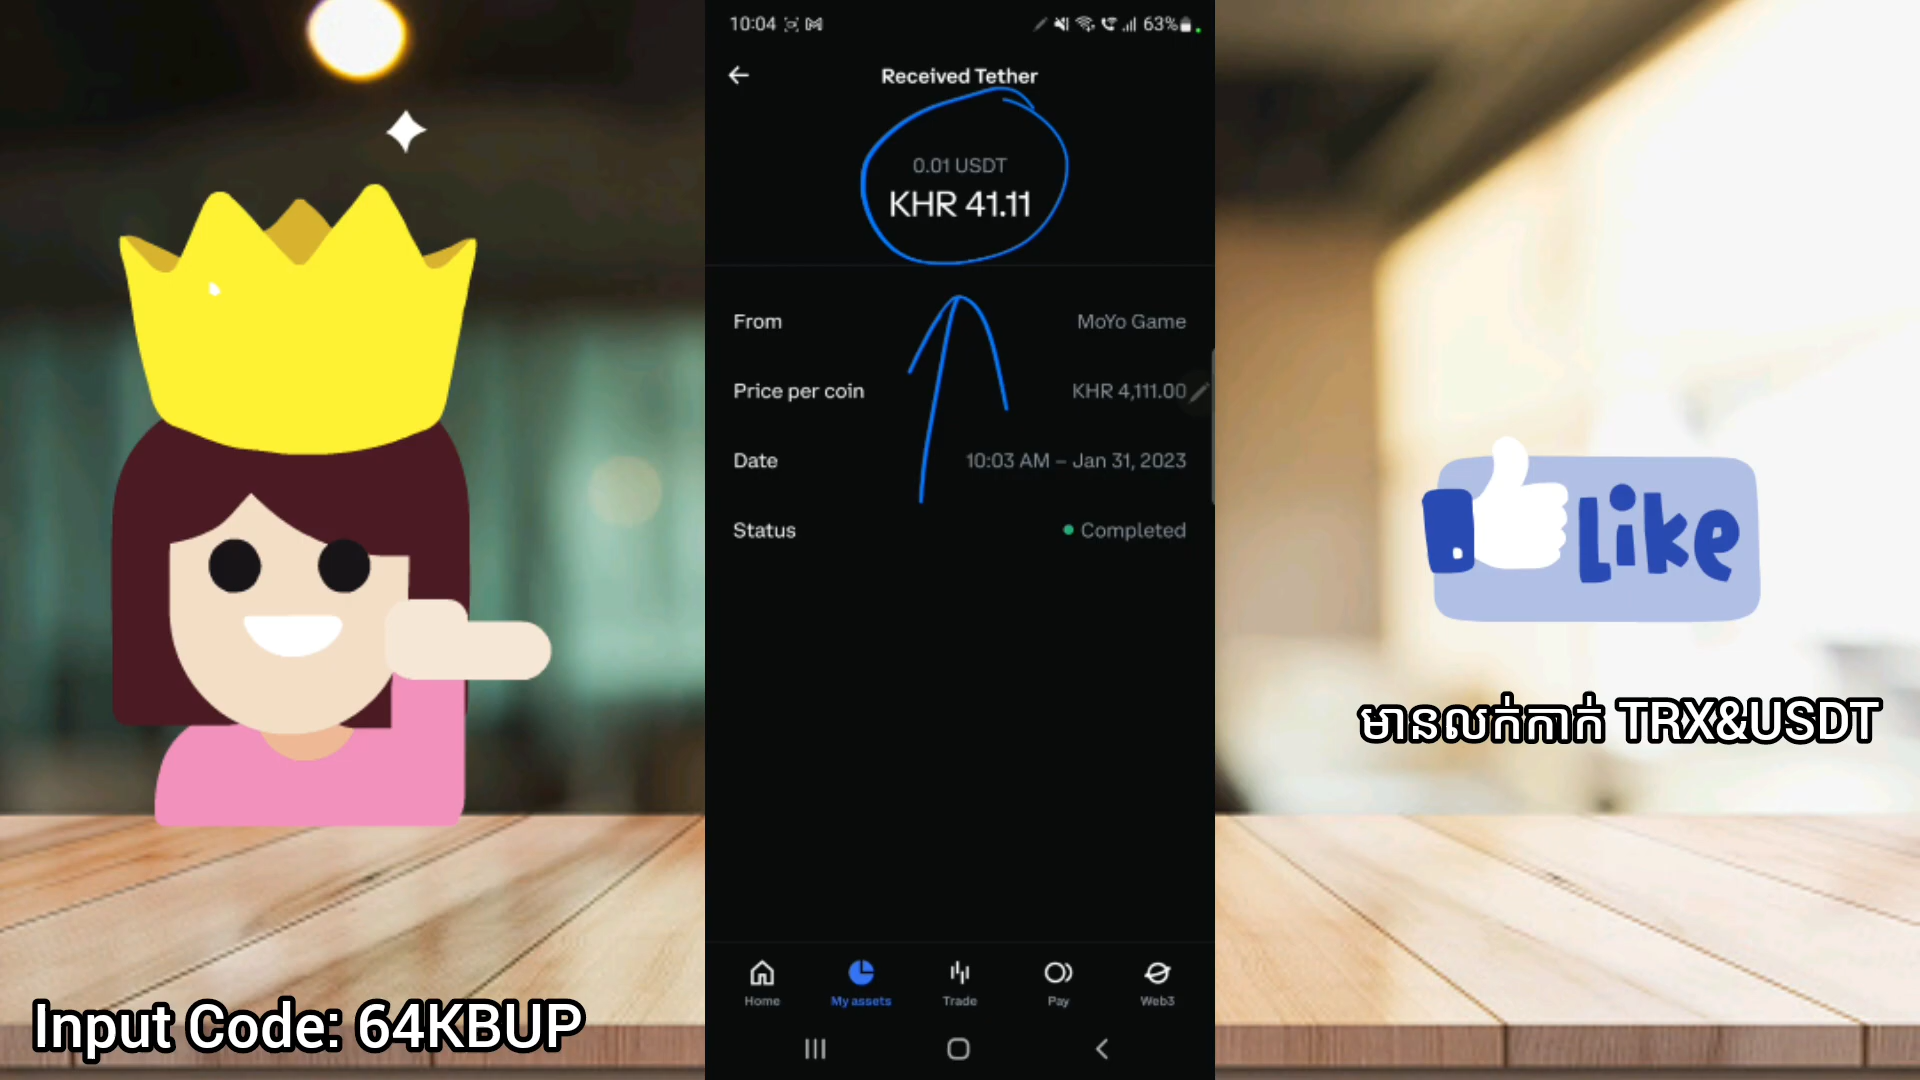 10:04
63%
Received Tether
0.01 USDT
KHR 41.11
From
MoYo Game
Price per coin
KHR 4,111.00
Date
10:03 AM – Jan 31, 2023
Status
Completed
Like
មានលក់កាក់ TRX&USDT
Home
My assets
Trade
Pay
Web3
Input Code: 64KBUP